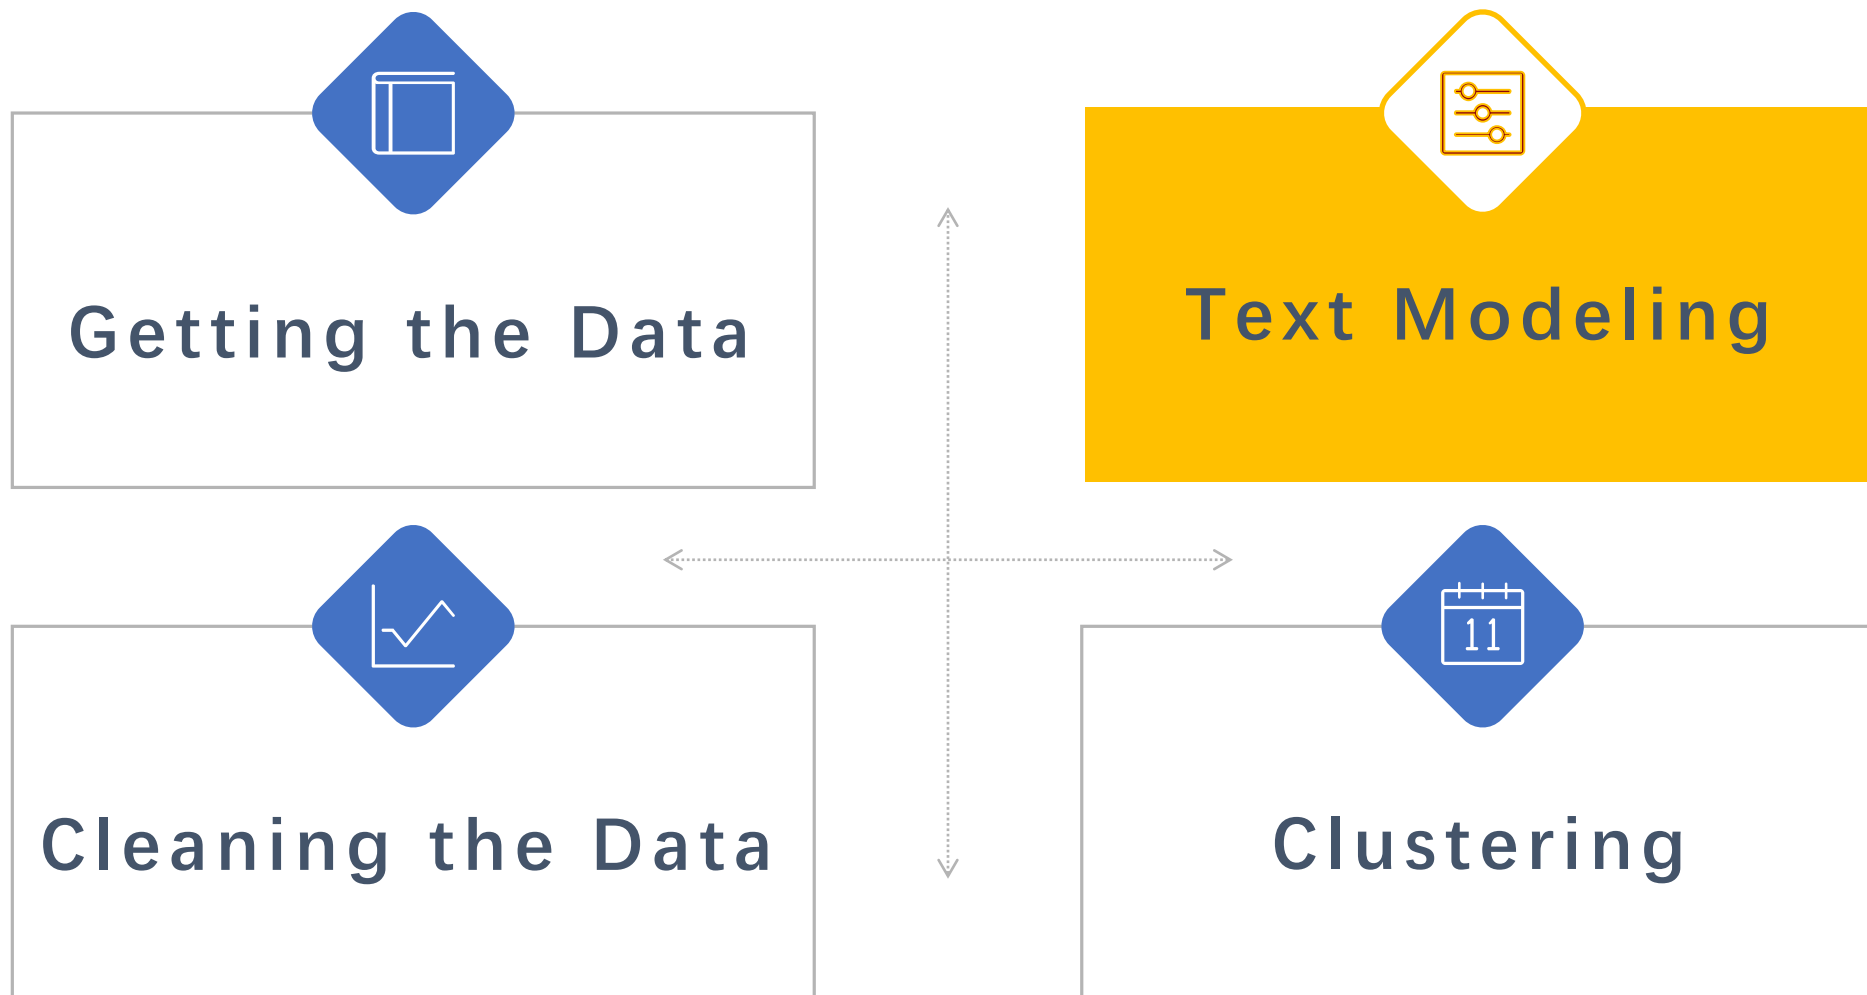 Getting the Data
Text Modeling
11
Cleaning the Data
Clustering